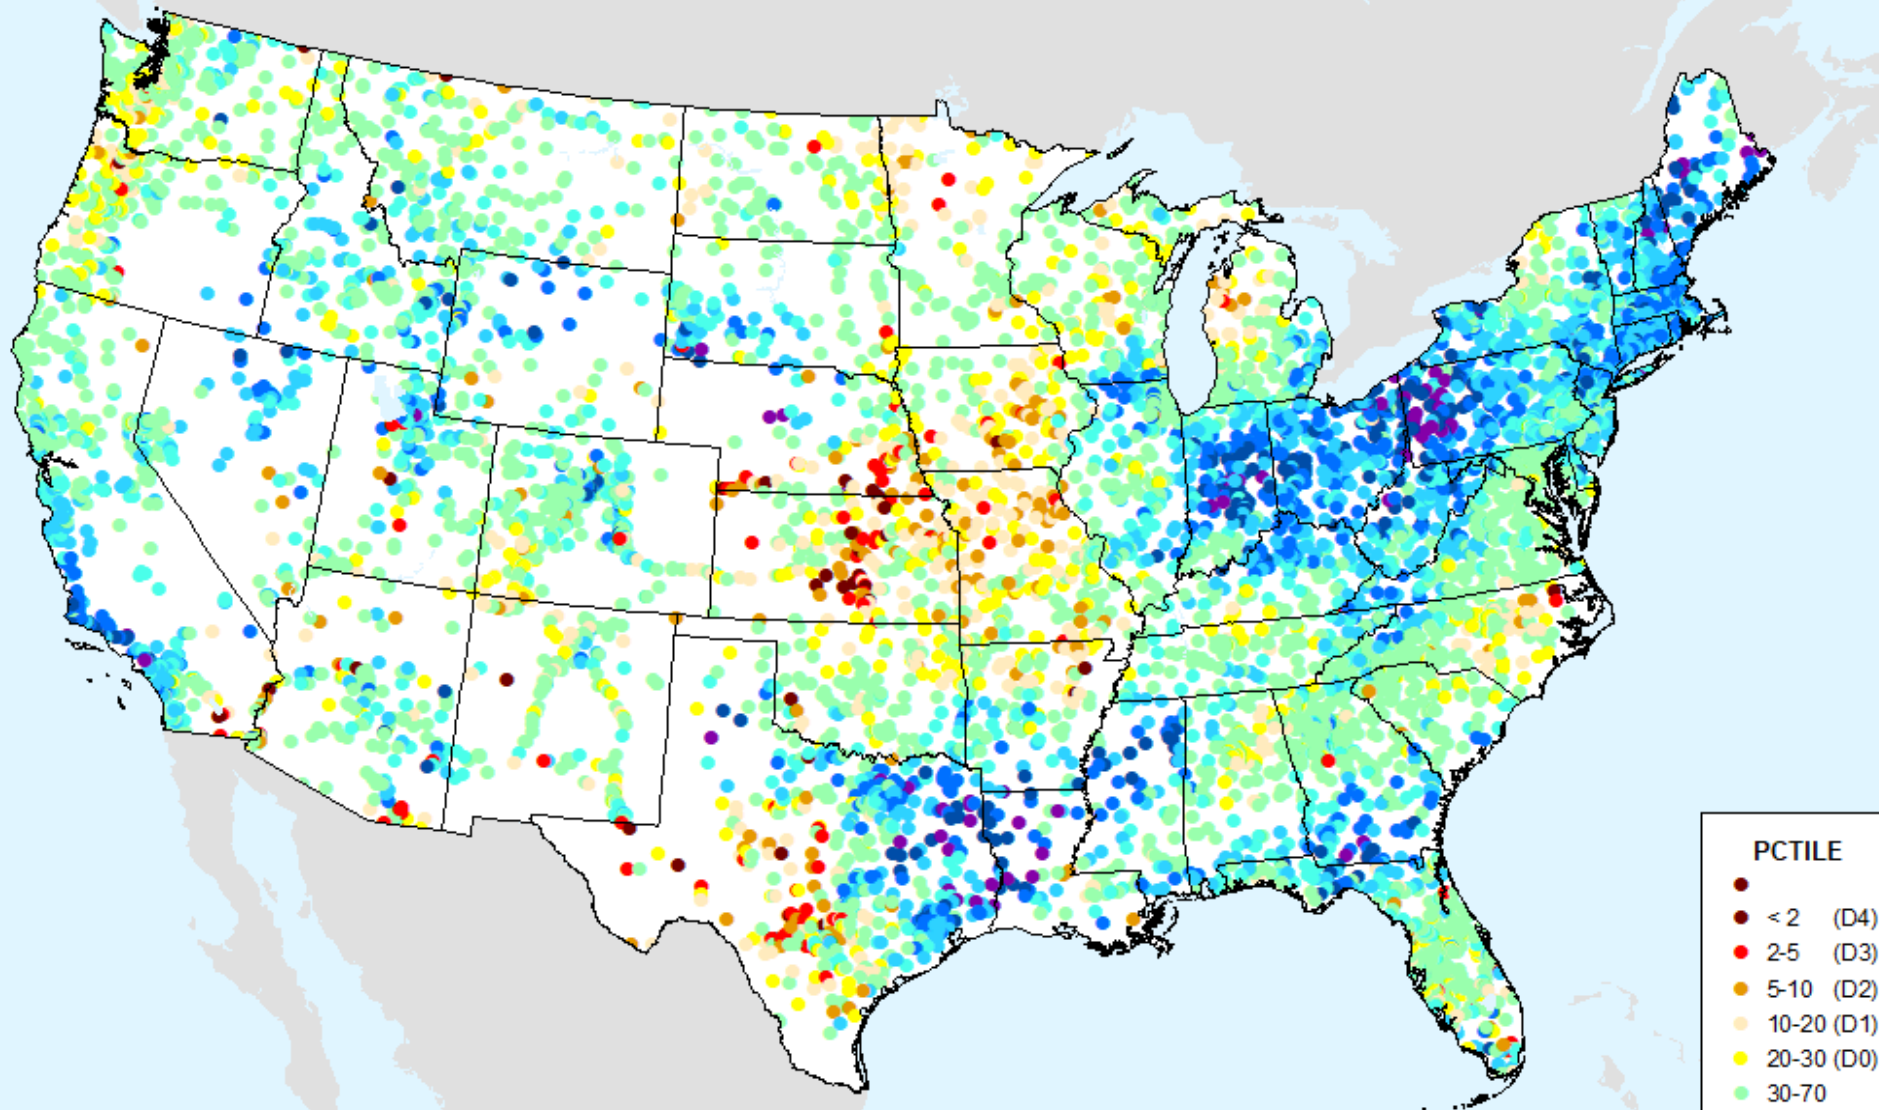 PCTILE
< 2 (D4)
2-5 (D3)
5-10 (D2)
10-20 (D1)
20-30 (D0)
30-70